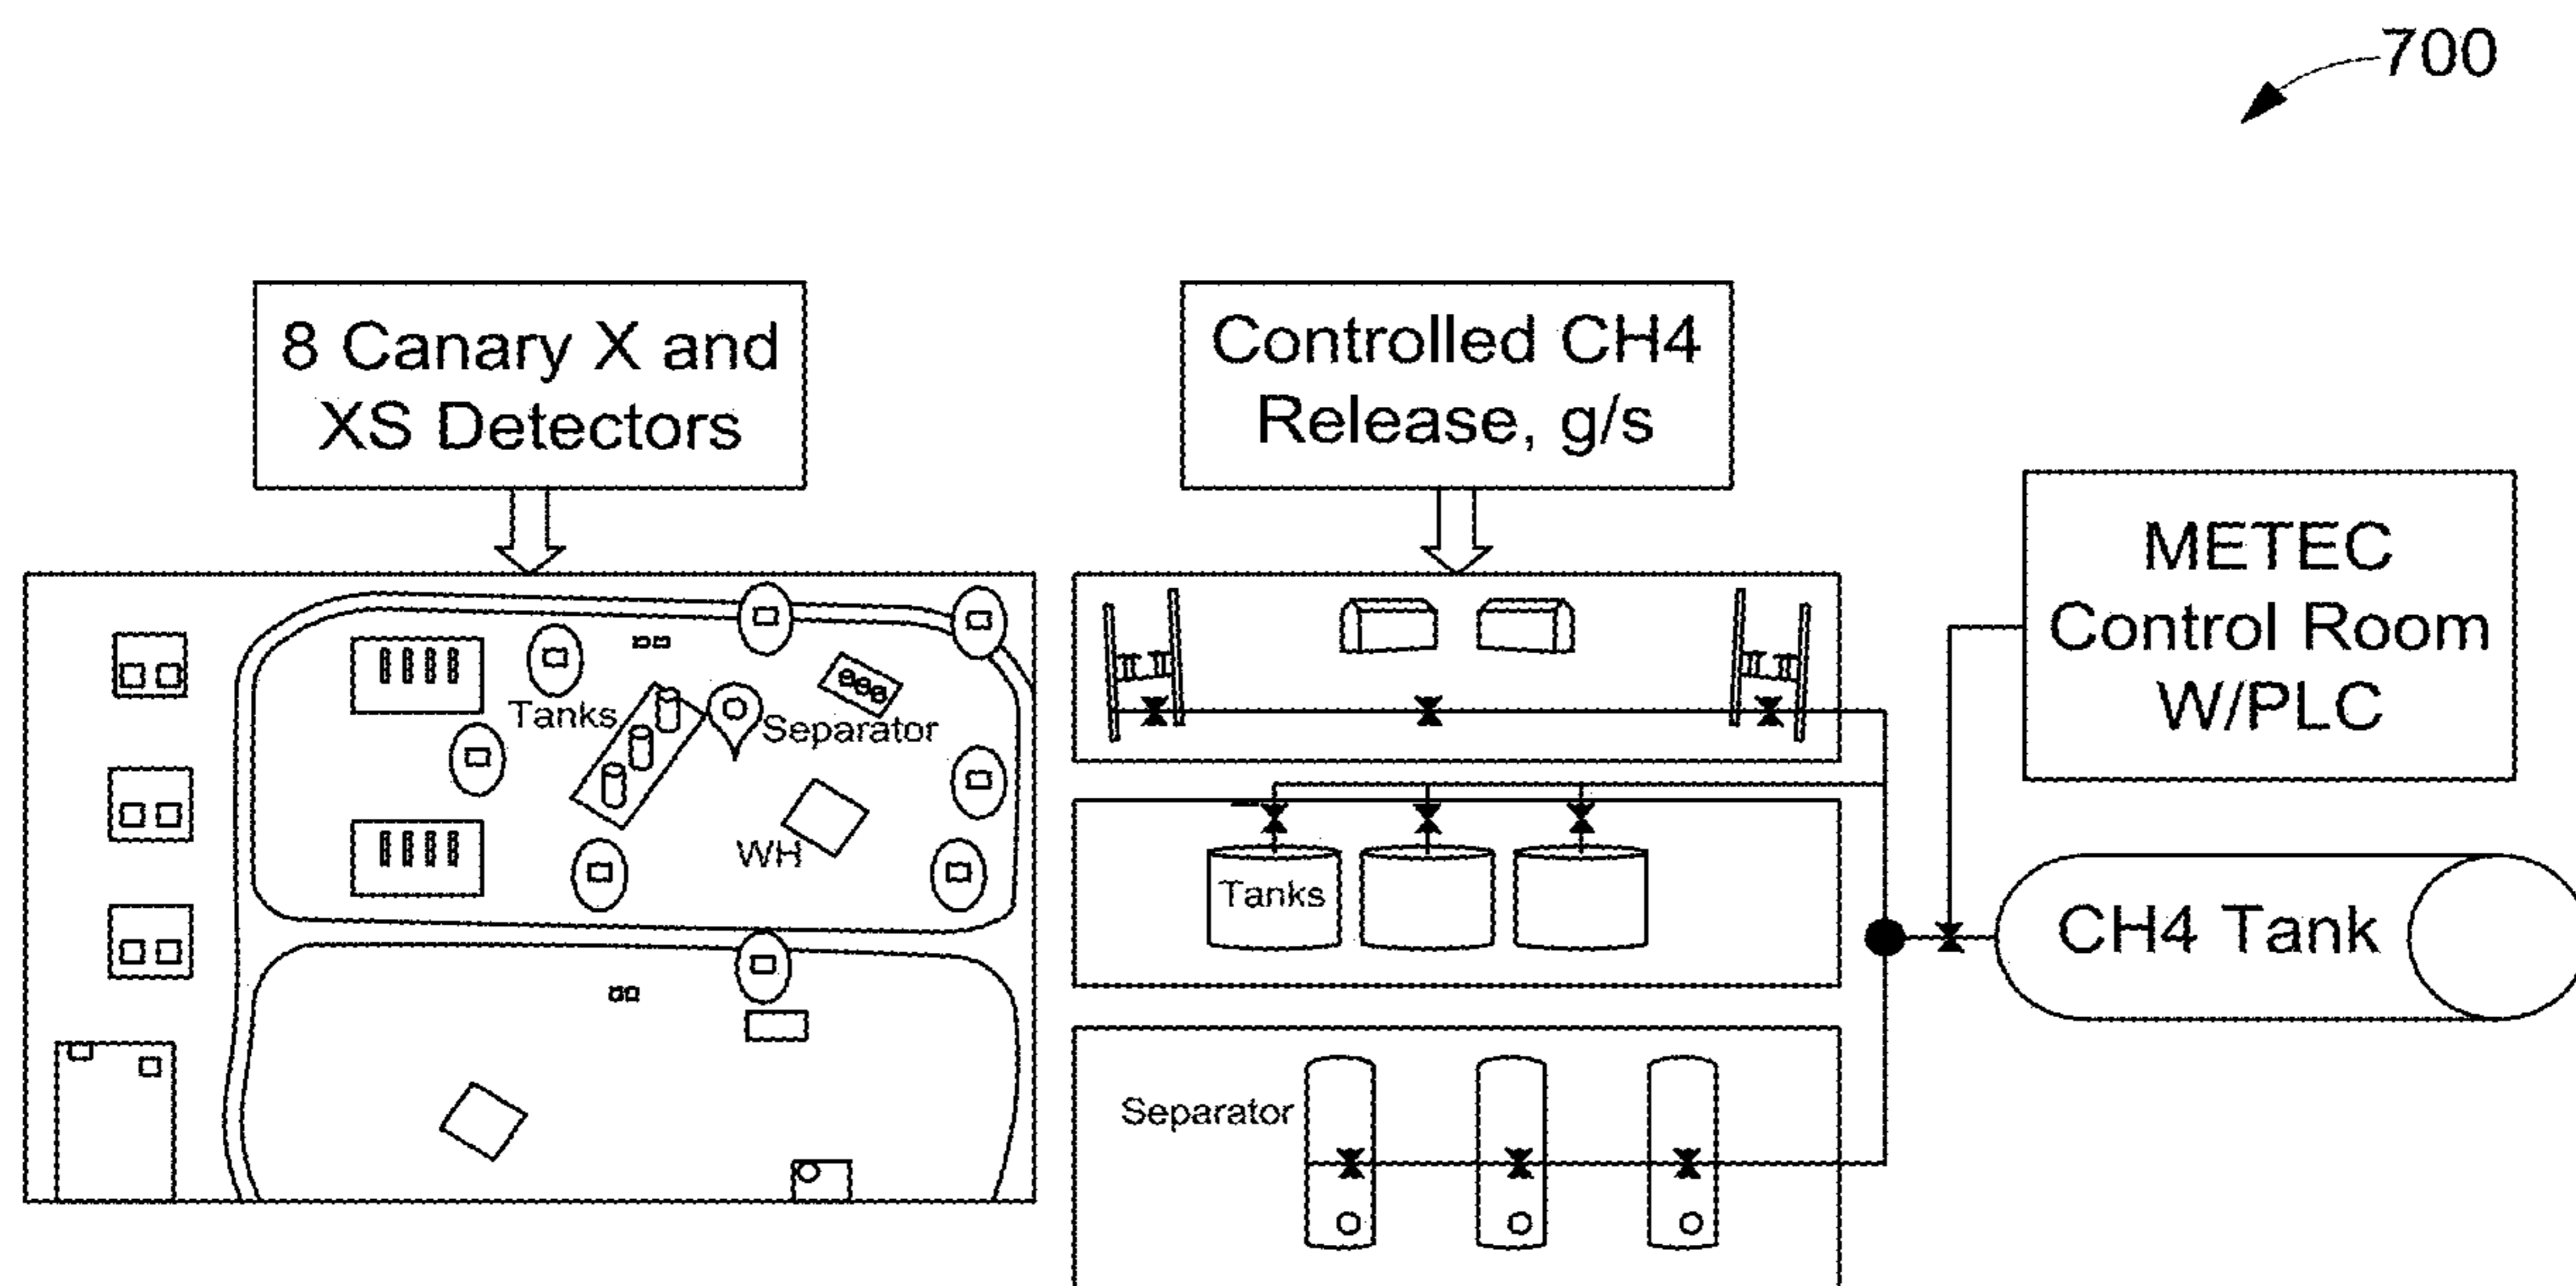 700
8 Canary X and
XS Detectors
Controlled CH4
Release, g/s
METEC
Control Room
W/PLC
Tanks
Separator
WH
Tanks
CH4 Tank
Separator